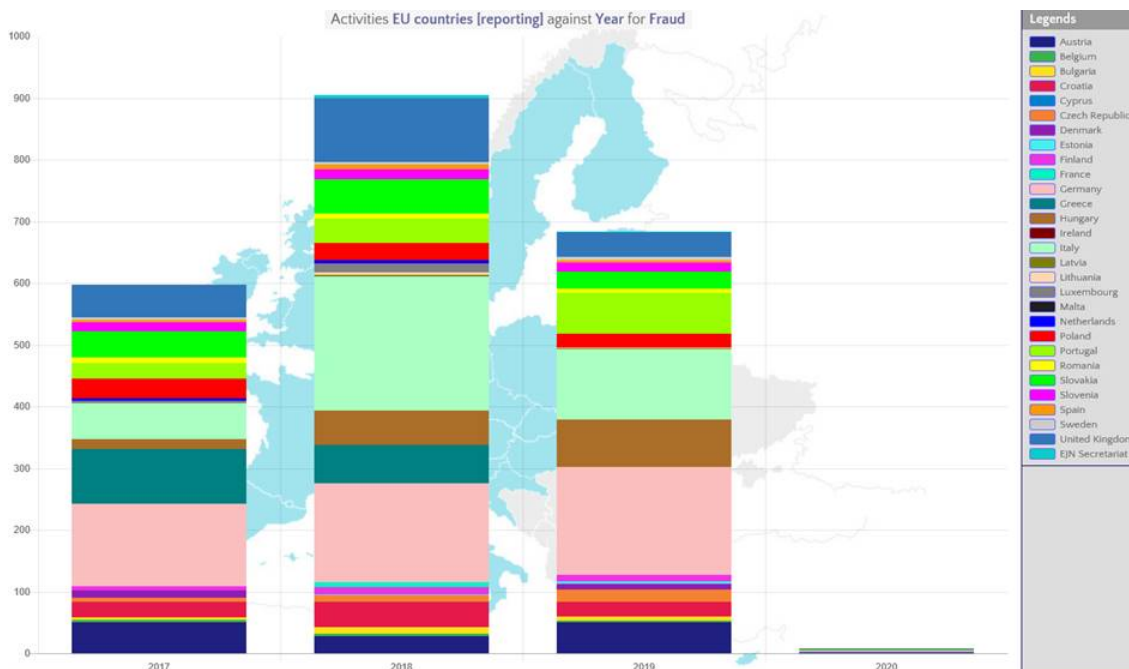 Activities EU countries [reporting] against Year for Fraud
1000
900
800
700
600
500
400
300
200
100
0
2017
2018
2019
2020
Legends
Austria
Belgium
Bulgaria
Croatia
Cyprus
Czech Republic
Denmark
Estonia
Finland
France
Germany
Greece
Hungary
Ireland
Italy
Latvia
Lithuania
Luxembourg
Malta
Netherlands
Poland
Portugal
Romania
Slovakia
Slovenia
Spain
Sweden
United Kingdom
EJN Secretariat